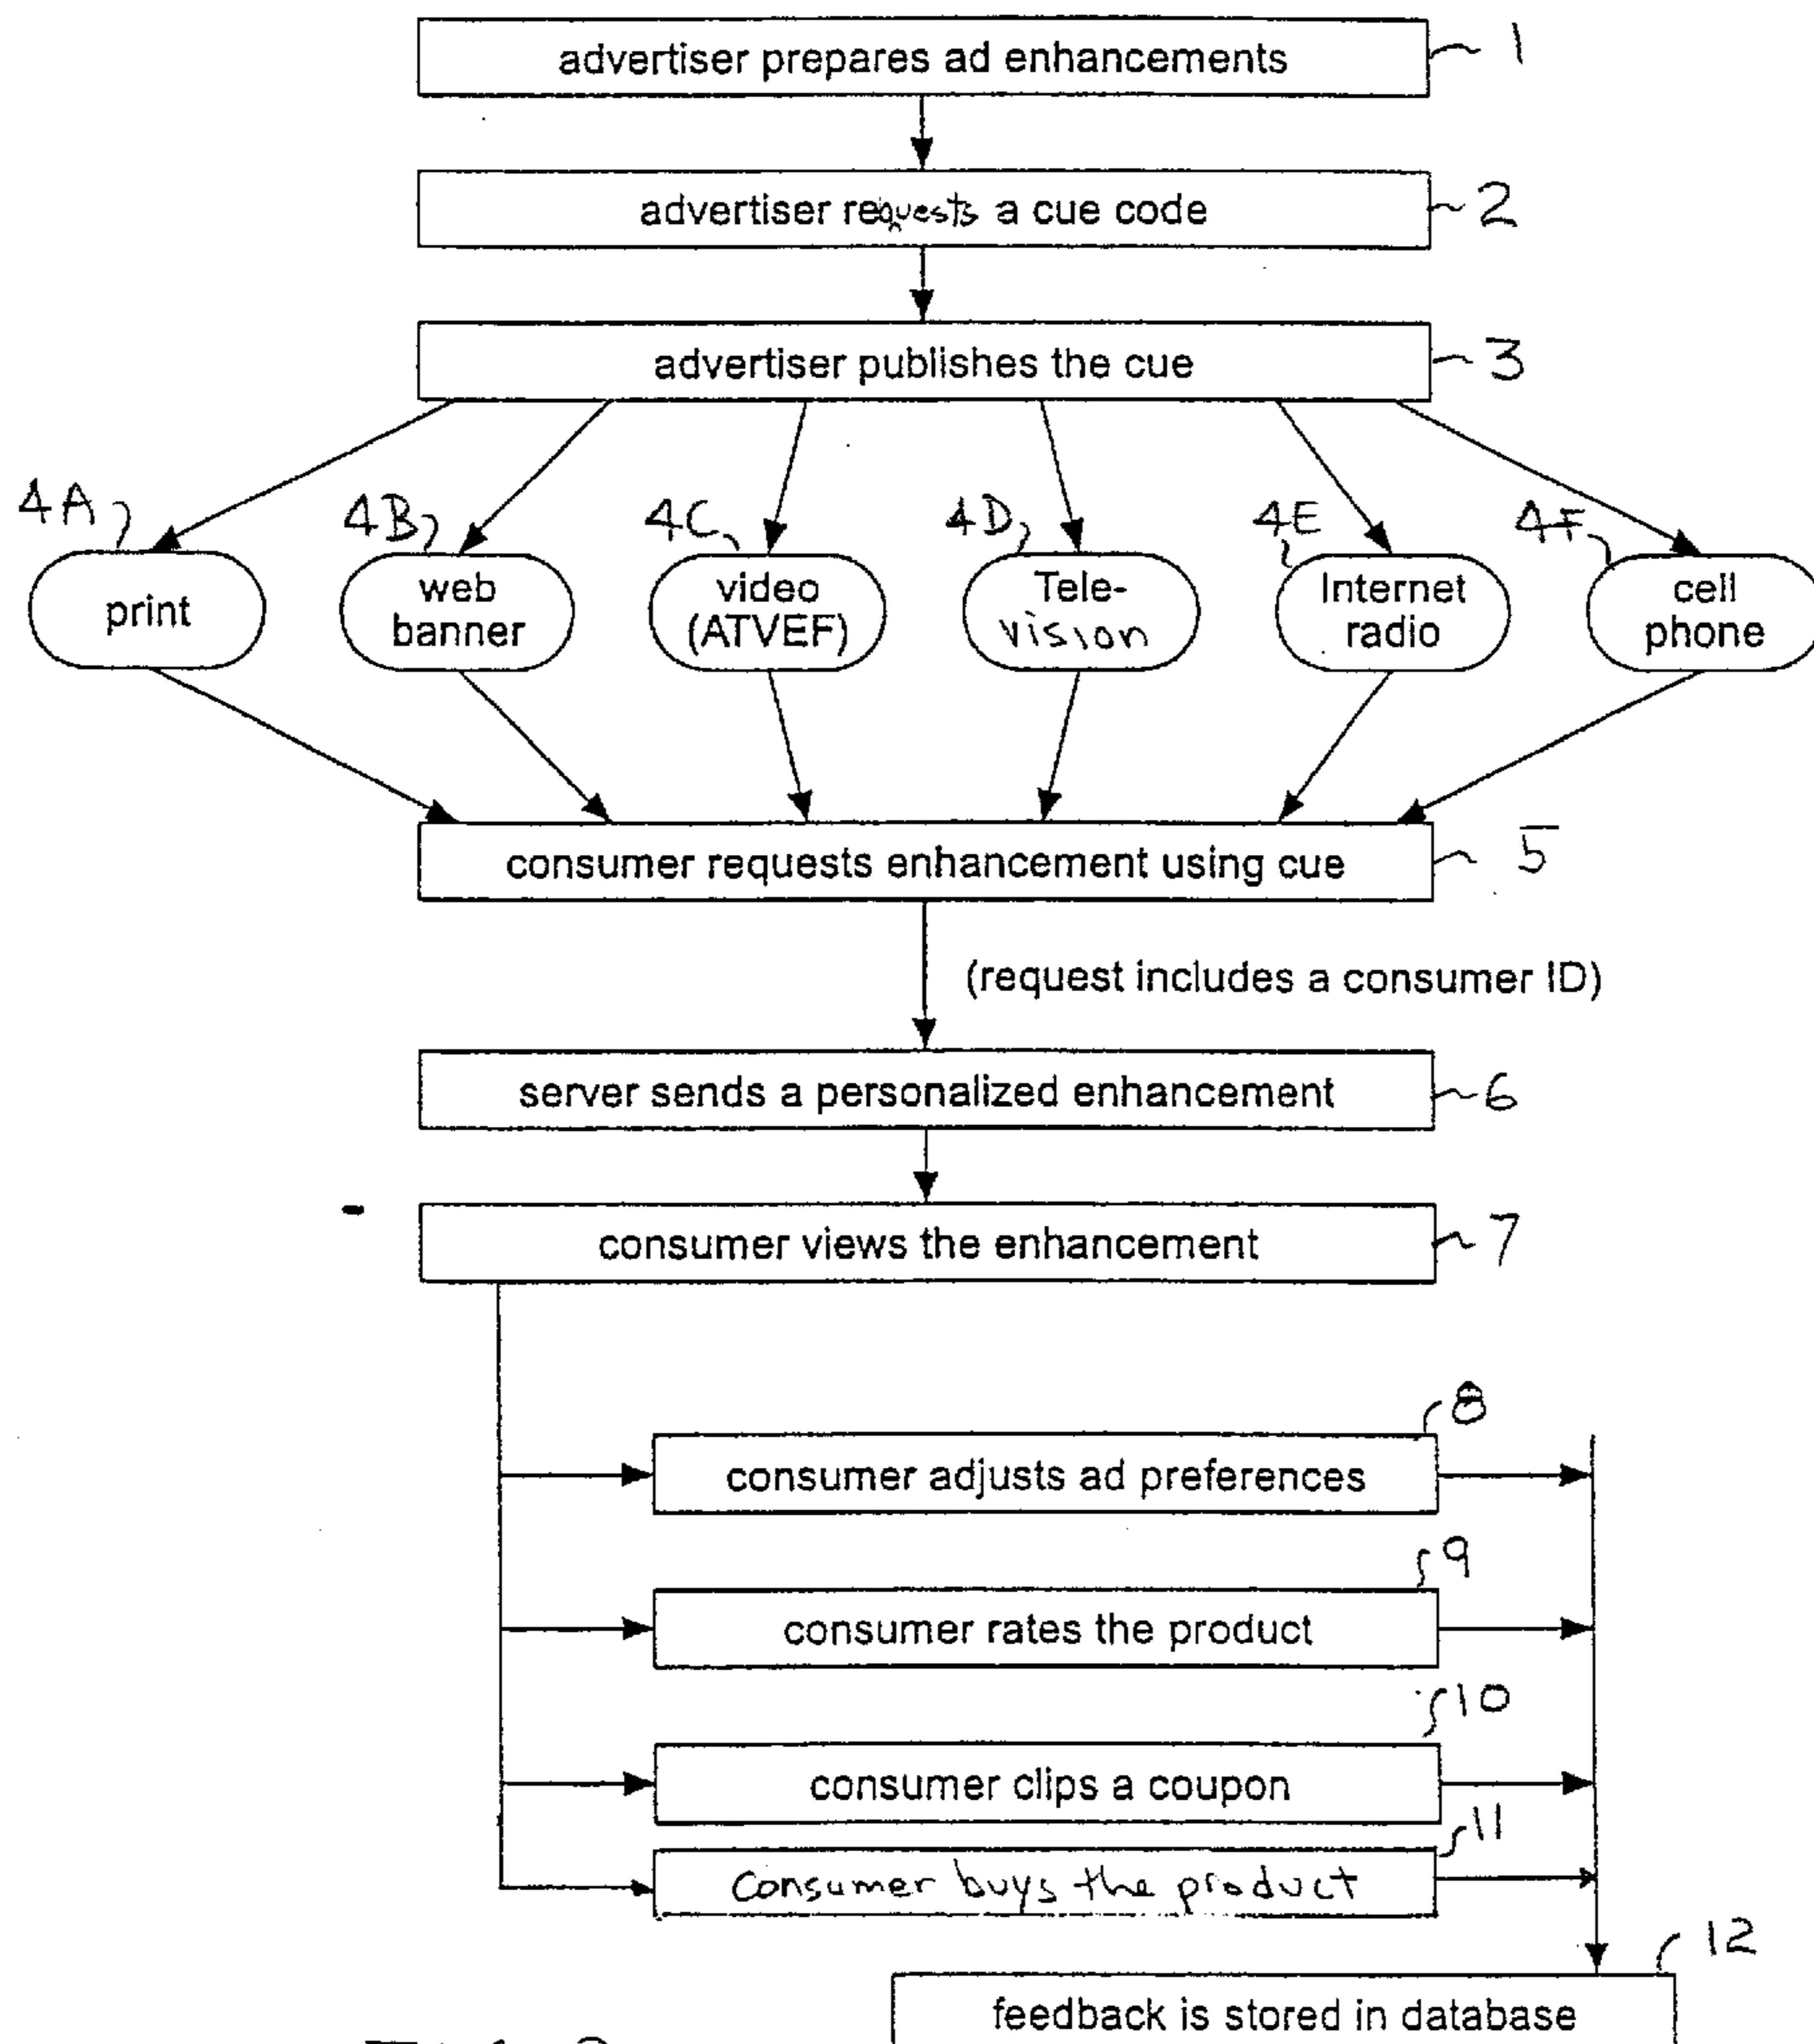 advertiser prepares ad enhancements 1
advertiser requests a cue code 2
advertiser publishes the cue 3
4A 4B 4C 4D 4E 4F
print
web
banner
video
(ATVEF)
Tele-
vision
Internet
radio
cell
phone
consumer requests enhancement using cue 5
(request includes a consumer ID)
server sends a personalized enhancement 6
consumer views the enhancement 7
8
consumer adjusts ad preferences
9
consumer rates the product
10
consumer clips a coupon
11
Consumer buys the product
12
feedback is stored in database